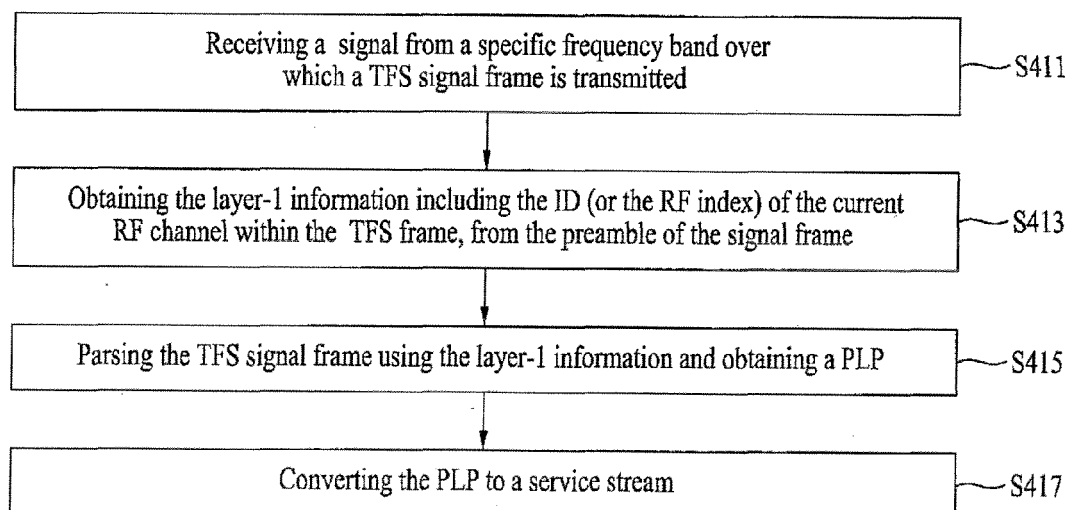 Receiving a signal from a specific frequency band over
which a TFS signal frame is transmitted
S411
Obtaining the layer-1 information including the ID (or the RF index) of the current
RF channel within the TFS frame, from the preamble of the signal frame
S413
Parsing the TFS signal frame using the layer-1 information and obtaining a PLP
S415
Converting the PLP to a service stream
S417